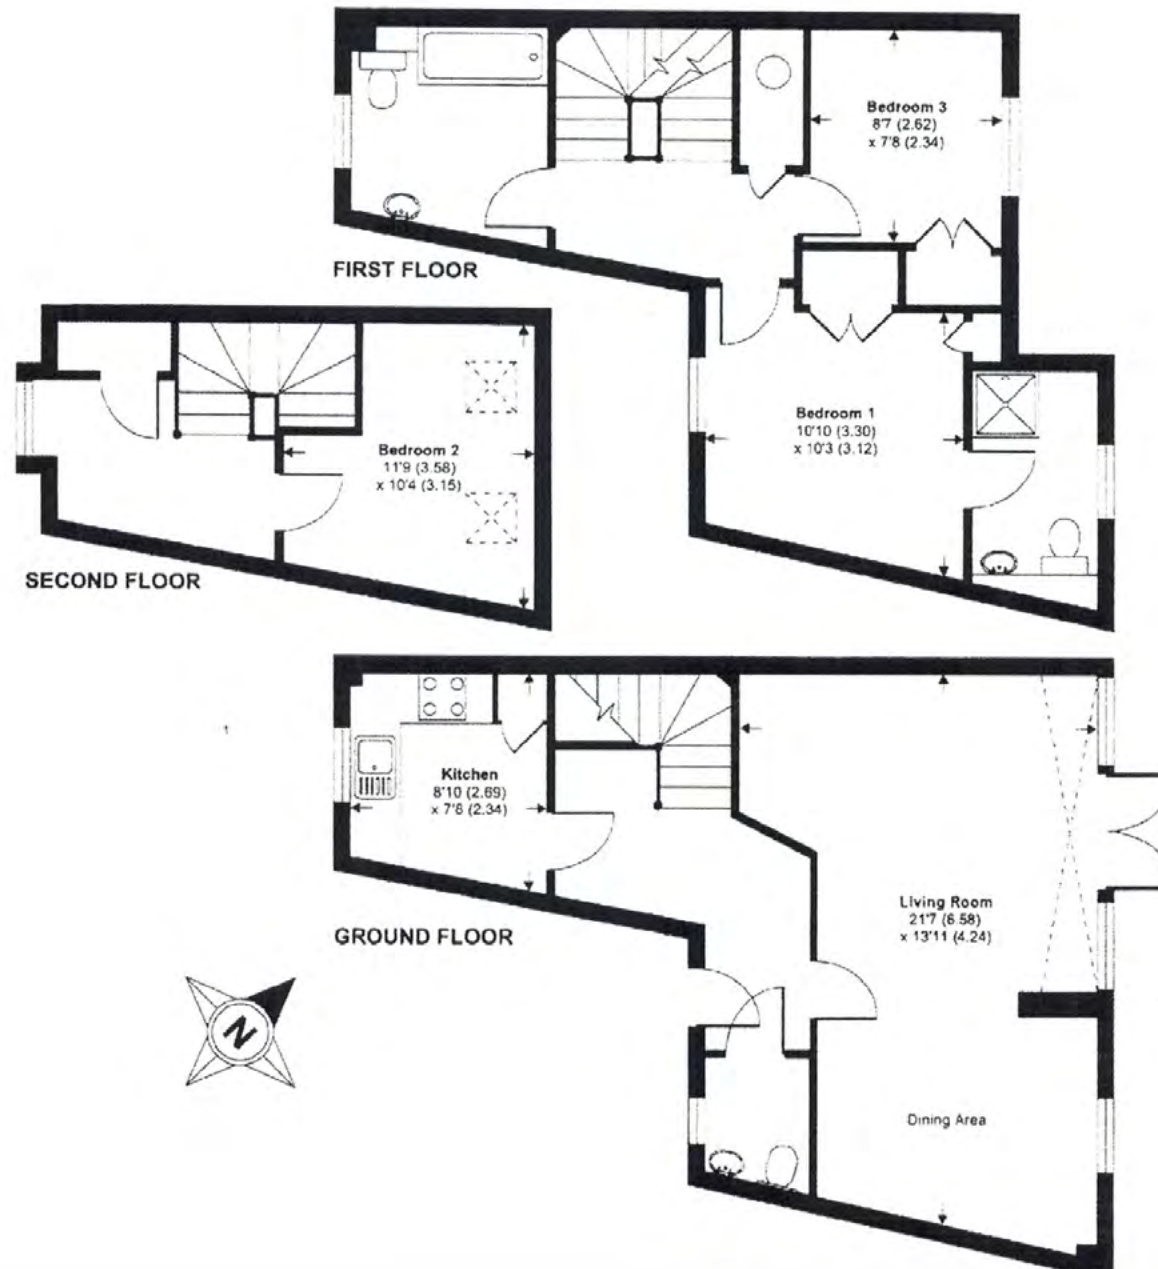 Bedroom 3
8'7 (2.62)
x 7'8 (2.34)
FIRST FLOOR
Bedroom 1
10'10 (3.30)
x 10'3 (3.12)
Bedroom 2
11'9 (3.58)
x 10'4 (3.15)
SECOND FLOOR
Kitchen
8'10 (2.69)
x 7'8 (2.34)
Living Room
21'7 (6.58)
x 13'11 (4.24)
GROUND FLOOR
N
Dining Area